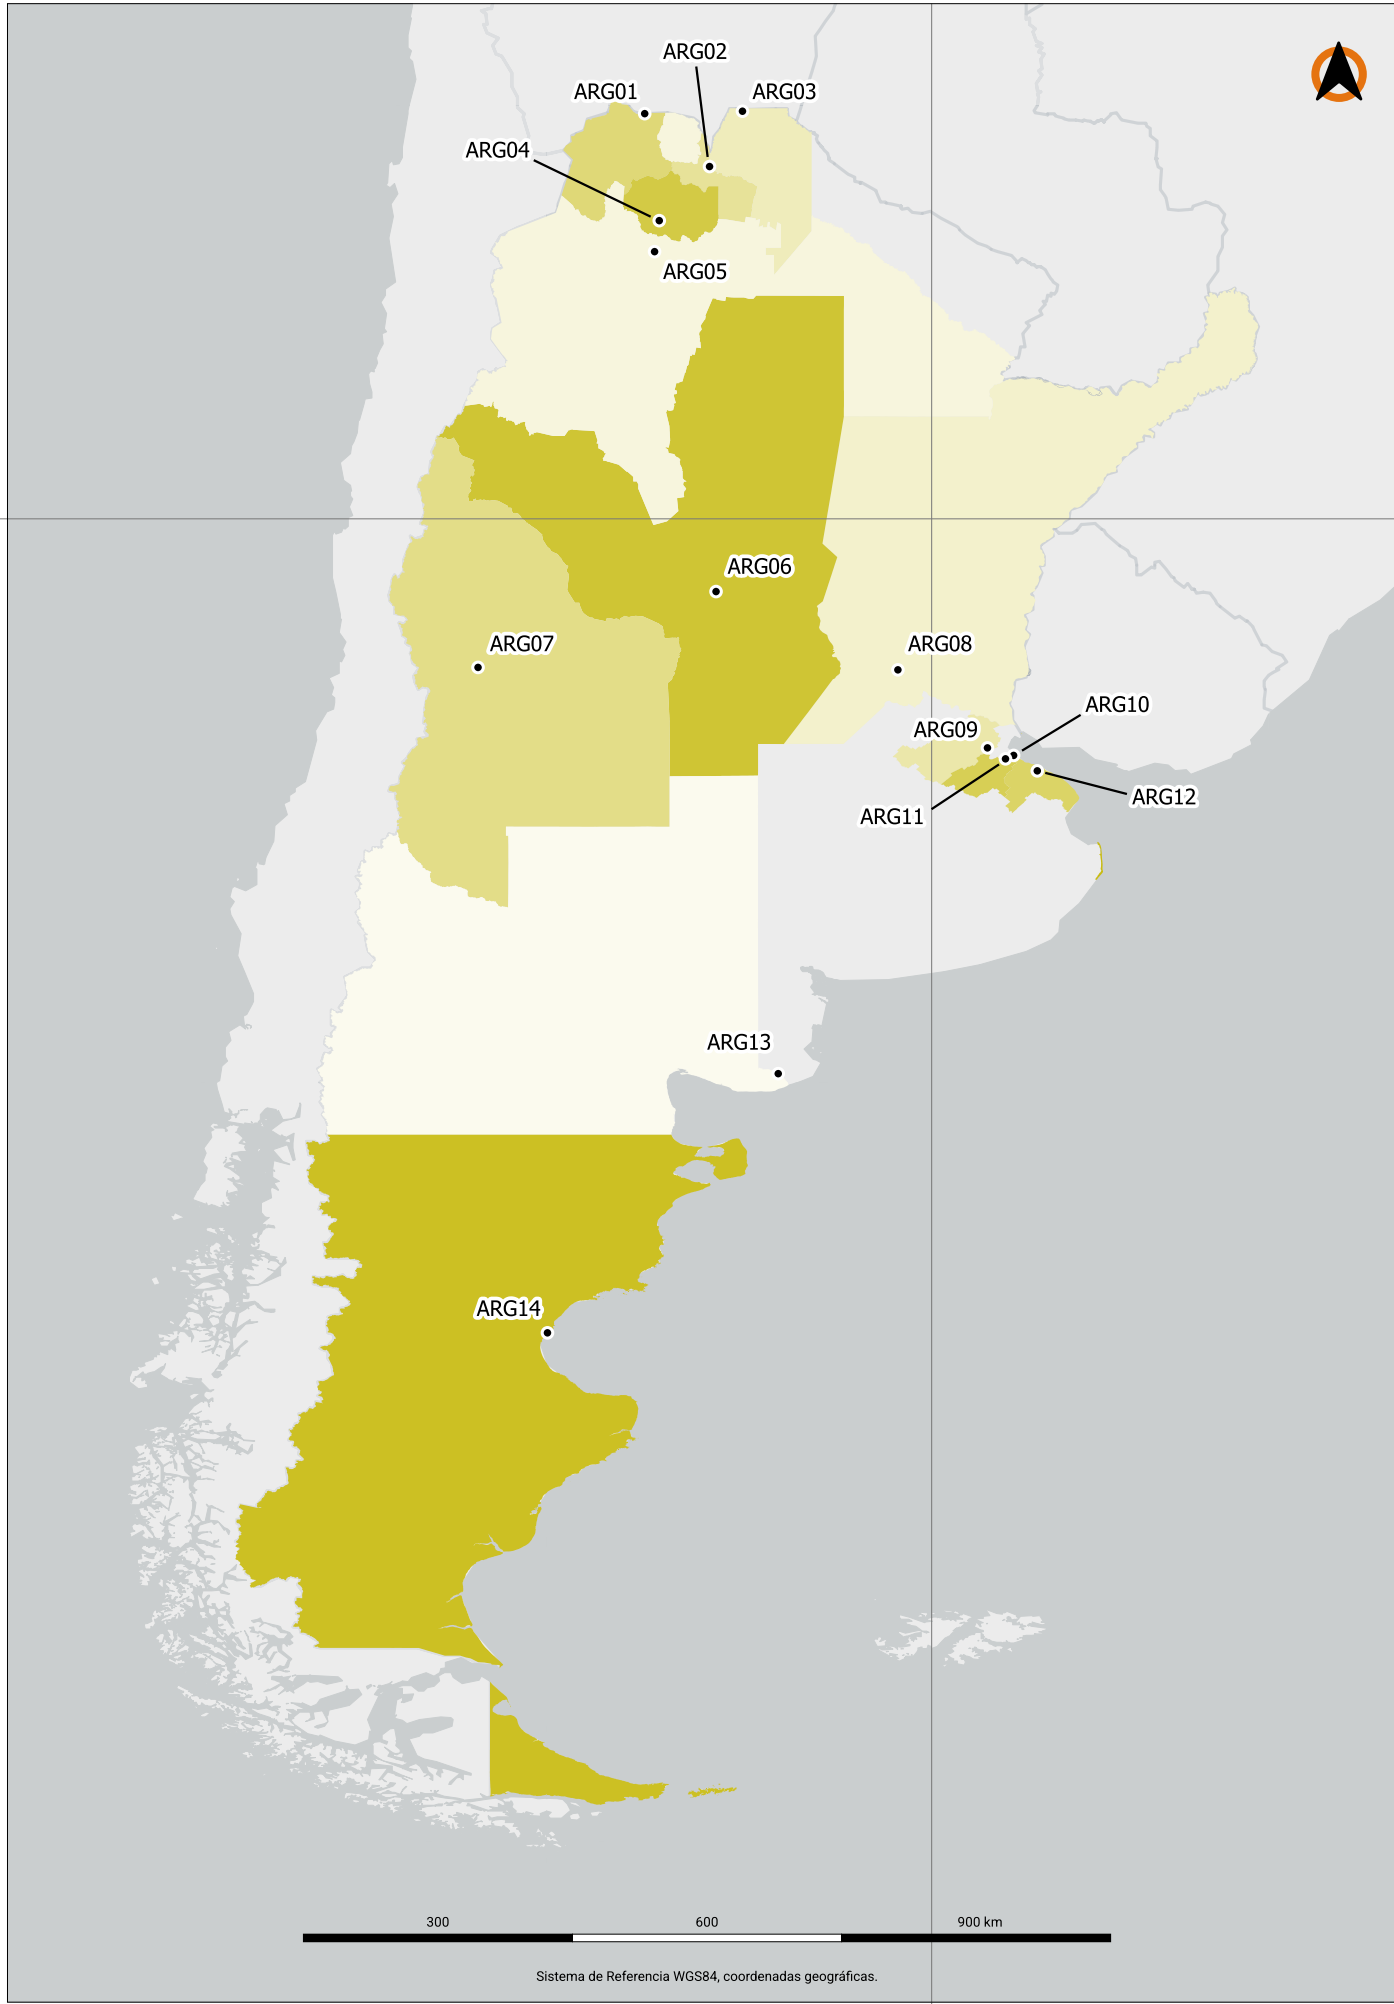 ARG02
ARG01
ARG03
ARG04
ARG05
ARG06
ARG07
ARG08
ARG10
ARG09
ARG12
ARG11
ARG13
ARG14
300
600
900 km
Sistema de Referencia WGS84, coordenadas geográficas.